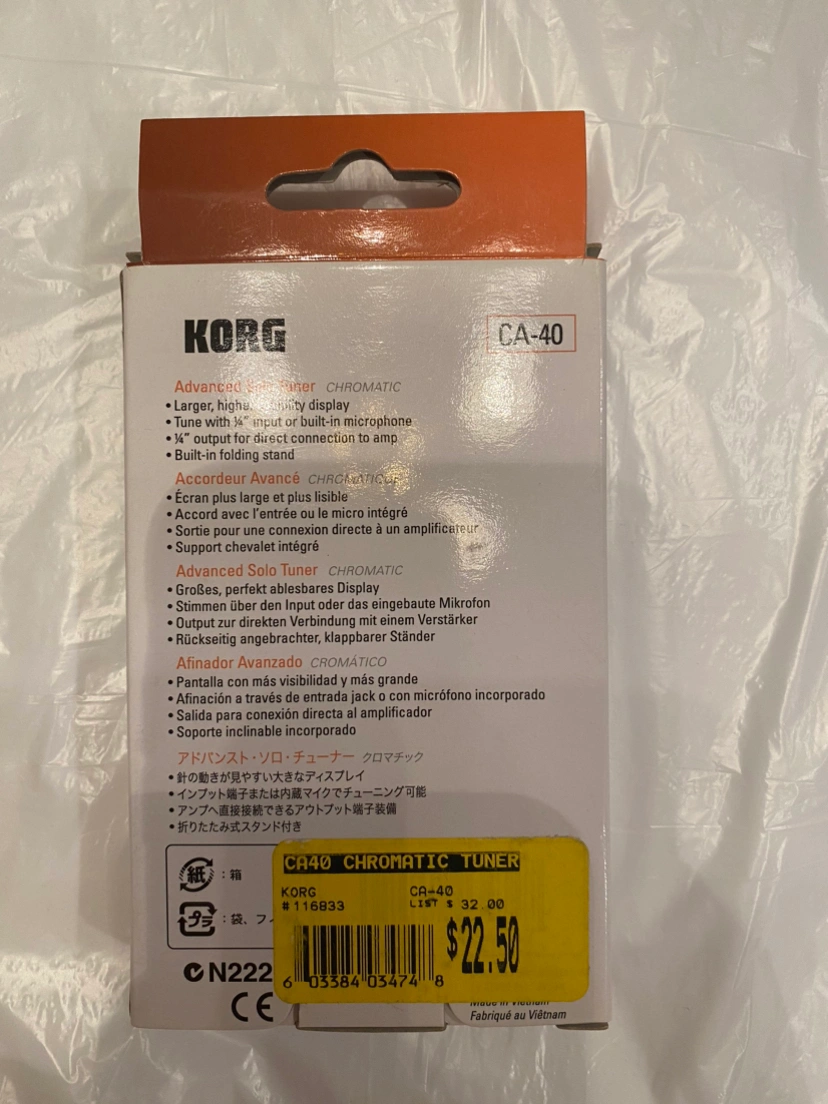 KORG
CA-40
Advanced Solo Tuner CHROMATIC
• Larger, higher visibility display
• Tune with ¼” input or built-in microphone
• ¼” output for direct connection to amp
• Built-in folding stand
Accordeur Avancé CHROMATIQUE
• Écran plus large et plus lisible
• Accord avec l’entrée ou le micro intégré
• Sortie pour une connexion directe à un amplificateur
• Support chevalet intégré
Advanced Solo Tuner CHROMATIC
• Großes, perfekt ablesbares Display
• Stimmen über den Input oder das eingebaute Mikrofon
• Output zur direkten Verbindung mit einem Verstärker
• Rückseitig angebrachter, klappbarer Ständer
Afinador Avanzado CROMÁTICO
• Pantalla con más visibilidad y más grande
• Afinación a través de entrada jack o con micrófono incorporado
• Salida para conexión directa al amplificador
• Soporte inclinable incorporado
アドバンスト・ソロ・チューナー クロマチック
• 針の動きが見やすい大きなディスプレイ
• インプット端子または内蔵マイクでチューニング可能
• アンプへ直接接続できるアウトプット端子装備
• 折りたたみ式スタンド付き
紙 : 箱
プラ : 袋、フィ
CA40 CHROMATIC TUNER
KORG CA-40
#116833 LIST $ 32.00
$22.50
6 03384 03474 8
N222
CE
Made in Vietnam
Fabriqué au Viêtnam